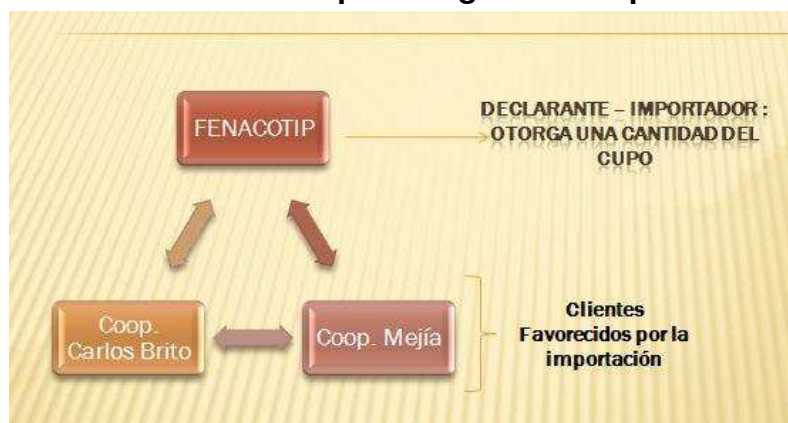 FENACOTIP
DECLARANTE – IMPORTADOR :
OTORGA UNA CANTIDAD DEL
CUPO
Coop.
Carlos Brito
Coop. Mejía
Clientes
Favorecidos por la
importación